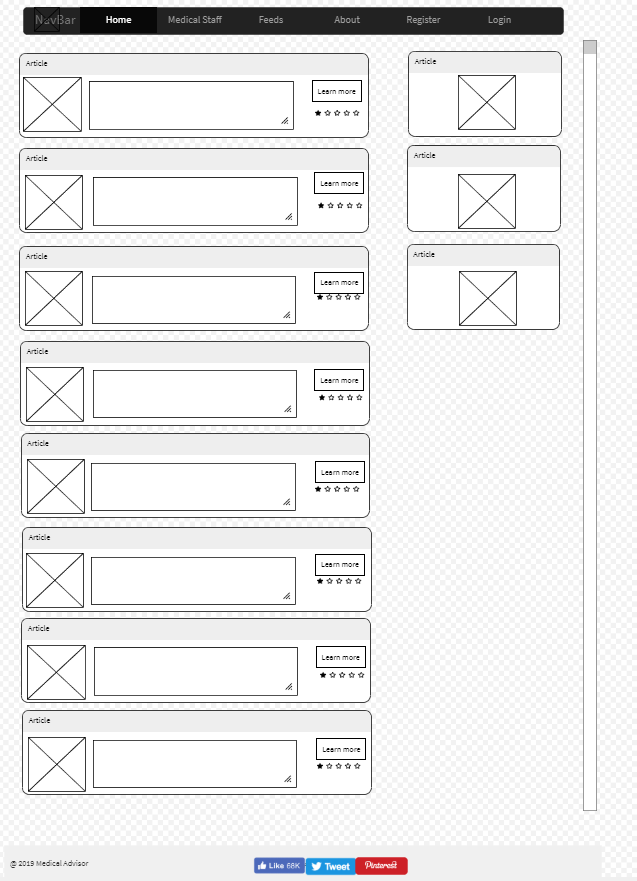 NavBar Home Medical Staff Feeds About Register Login
Article
Learn more
Article
Learn more
Article
Learn more
Article
Learn more
Article
Learn more
Article
Learn more
Article
Learn more
Article
Learn more
Article
Article
Article
@ 2019 Medical Advisor
Like 68K Tweet Pinterest